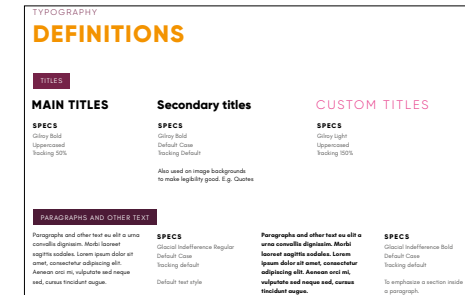 TYPOGRAPHY
DEFINITIONS
TITLES
MAIN TITLES
SPECS
Gilroy Bold
Uppercased
Tracking 50%
Secondary titles
SPECS
Gilroy Bold
Default Case
Tracking Default
Also used on image backgrounds
to make legibility good. E.g. Quotes
CUSTOM TITLES
SPECS
Gilroy Light
Uppercased
Tracking 150%
PARAGRAPHS AND OTHER TEXT
Paragraphs and other text eu elit a urna
convallis dignissim. Morbi laoreet
sagittis sodales. Lorem ipsum dolor sit
amet, consectetur adipiscing elit.
Aenean orci mi, vulputate sed neque
sed, cursus tincidunt augue.
SPECS
Glacial Indefference Regular
Default Case
Tracking default
Default text style
Paragraphs and other text eu elit a
urna convallis dignissim. Morbi
laoreet sagittis sodales. Lorem
ipsum dolor sit amet, consectetur
adipiscing elit. Aenean orci mi,
vulputate sed neque sed, cursus
tincidunt augue.
SPECS
Glacial Indefference Bold
Default Case
Tracking default
To emphasize a section inside
a paragraph.